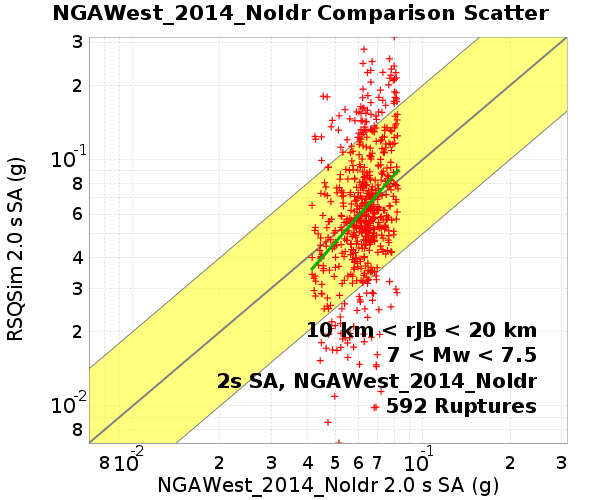 NGAWest_2014_NoIdr Comparison Scatter
3
2
10-1
8
6
4
3
2
10-2
8
RSQSim 2.0 s SA (g)
10 km < rJB < 20 km
7 < Mw < 7.5
2s SA, NGAWest_2014_NoIdr
592 Ruptures
8 10-2 2 3 4 5 6 7 10-1 2 3
NGAWest_2014_NoIdr 2.0 s SA (g)